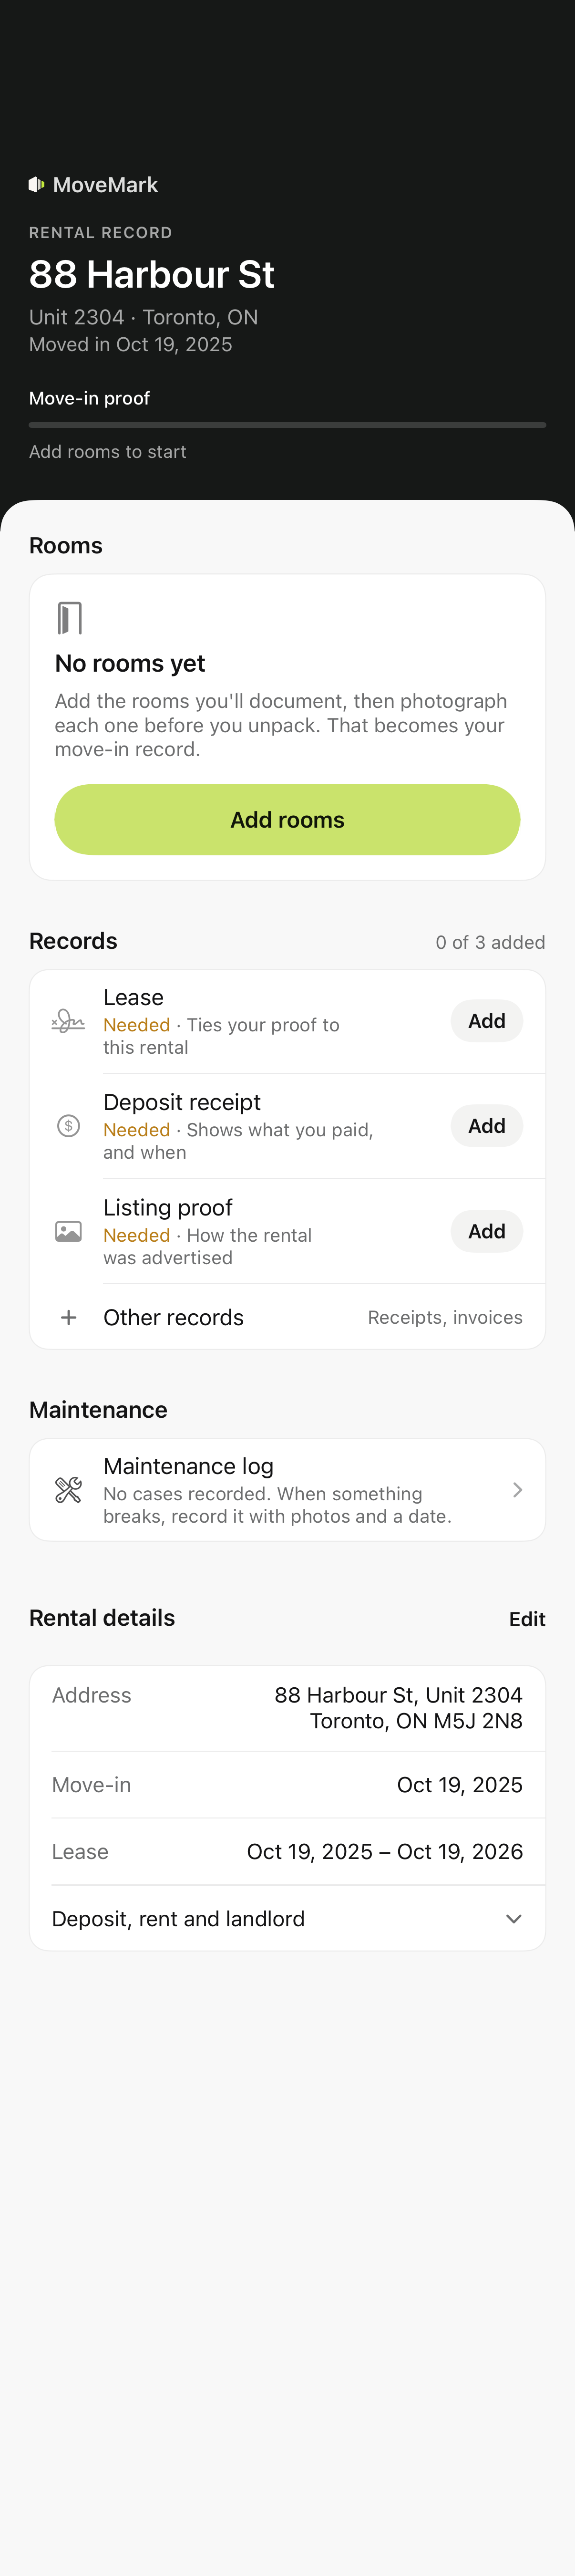 MoveMark
RENTAL RECORD
88 Harbour St
Unit 2304 · Toronto, ON
Moved in Oct 19, 2025
Move-in proof
Add rooms to start
Rooms
No rooms yet
Add the rooms you'll document, then photograph
each one before you unpack. That becomes your
move-in record.
Add rooms
Records
0 of 3 added
Lease
Needed · Ties your proof to
this rental
Add
Deposit receipt
Needed · Shows what you paid,
and when
Add
Listing proof
Needed · How the rental
was advertised
Add
Other records
Receipts, invoices
Maintenance
Maintenance log
No cases recorded. When something
breaks, record it with photos and a date.
Rental details
Edit
Address
88 Harbour St, Unit 2304
Toronto, ON M5J 2N8
Move-in
Oct 19, 2025
Lease
Oct 19, 2025 – Oct 19, 2026
Deposit, rent and landlord